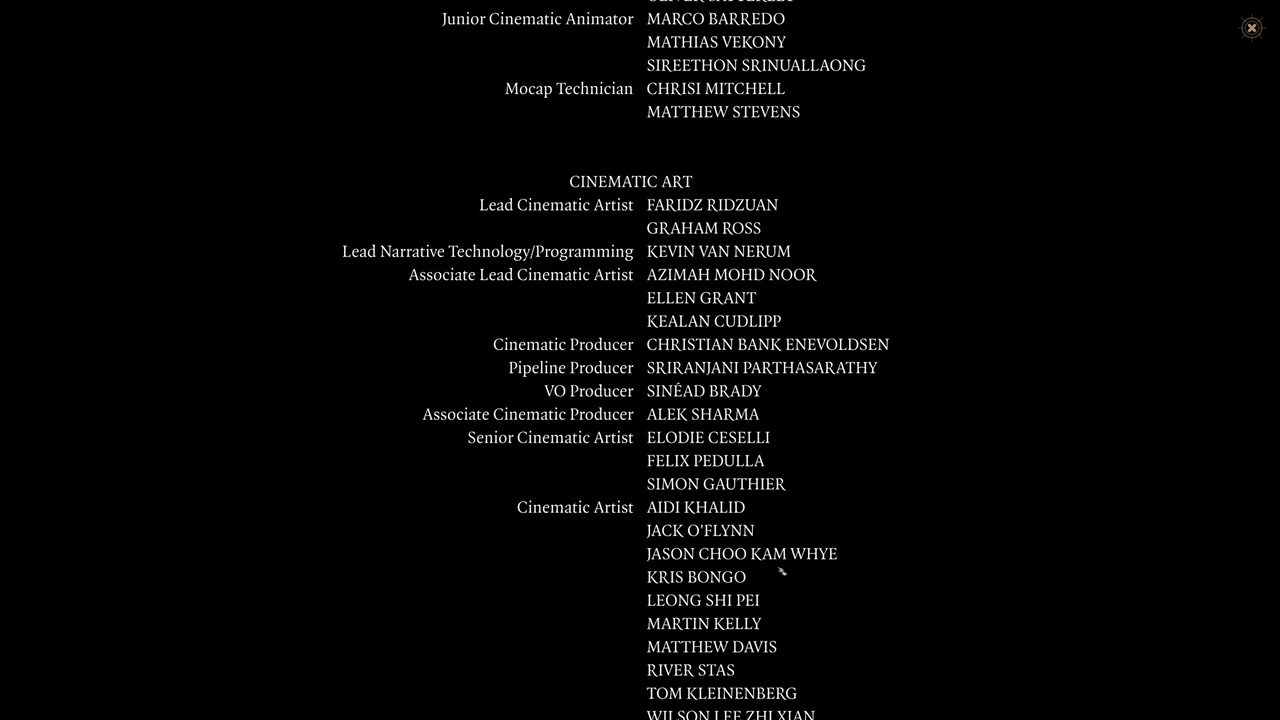 Junior Cinematic Animator MARCO BARREDO
MATHIAS VEKONY
SIREETHON SRINUALLAONG
Mocap Technician CHRISI MITCHELL
MATTHEW STEVENS
CINEMATIC ART
Lead Cinematic Artist FARIDZ RIDZUAN
GRAHAM ROSS
Lead Narrative Technology/Programming KEVIN VAN NERUM
Associate Lead Cinematic Artist AZIMAH MOHD NOOR
ELLEN GRANT
KEALAN CUDLIPP
Cinematic Producer CHRISTIAN BANK ENEVOLDSEN
Pipeline Producer SRIRANJANI PARTHASARATHY
VO Producer SINÉAD BRADY
Associate Cinematic Producer ALEK SHARMA
Senior Cinematic Artist ELODIE CESELLI
FELIX PEDULLA
SIMON GAUTHIER
Cinematic Artist AIDI KHALID
JACK O'FLYNN
JASON CHOO KAM WHYE
KRIS BONGO
LEONG SHI PEI
MARTIN KELLY
MATTHEW DAVIS
RIVER STAS
TOM KLEINENBERG
WILSON LEE ZHI XIAN